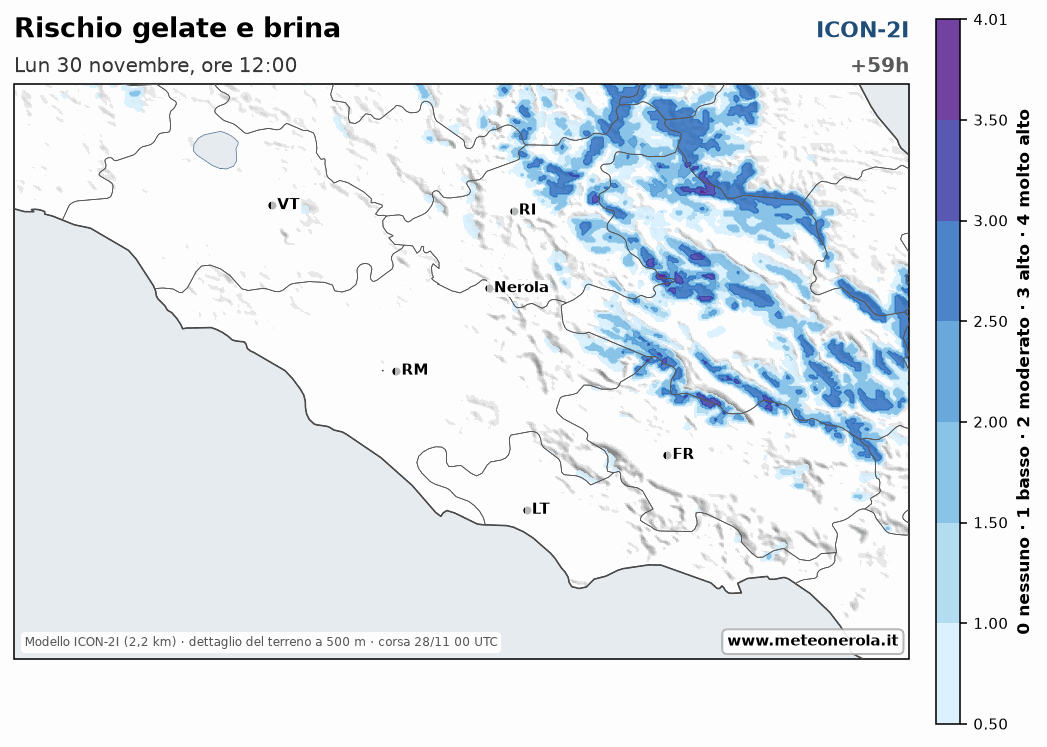 Rischio gelate e brina
ICON-2I
Lun 30 novembre, ore 12:00
+59h
VT
RI
Nerola
RM
FR
LT
Modello ICON-2I (2,2 km) · dettaglio del terreno a 500 m · corsa 28/11 00 UTC
www.meteonerola.it
4.01
3.50
3.00
2.50
2.00
1.50
1.00
0.50
0 nessuno · 1 basso · 2 moderato · 3 alto · 4 molto alto